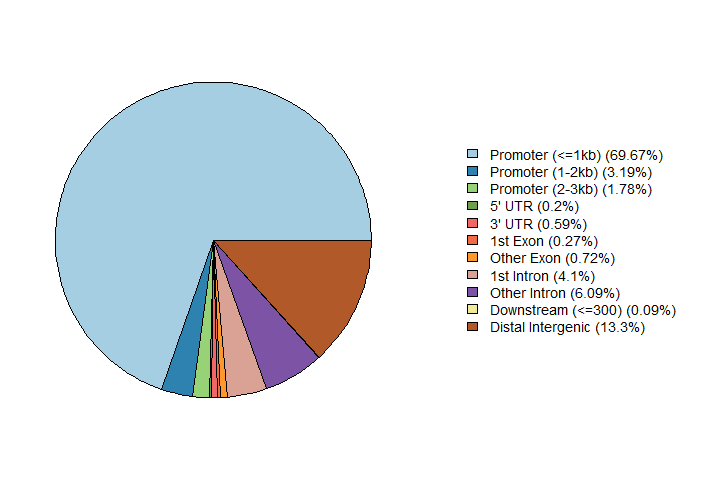 Promoter (<=1kb) (69.67%)
Promoter (1-2kb) (3.19%)
Promoter (2-3kb) (1.78%)
5' UTR (0.2%)
3' UTR (0.59%)
1st Exon (0.27%)
Other Exon (0.72%)
1st Intron (4.1%)
Other Intron (6.09%)
Downstream (<=300) (0.09%)
Distal Intergenic (13.3%)